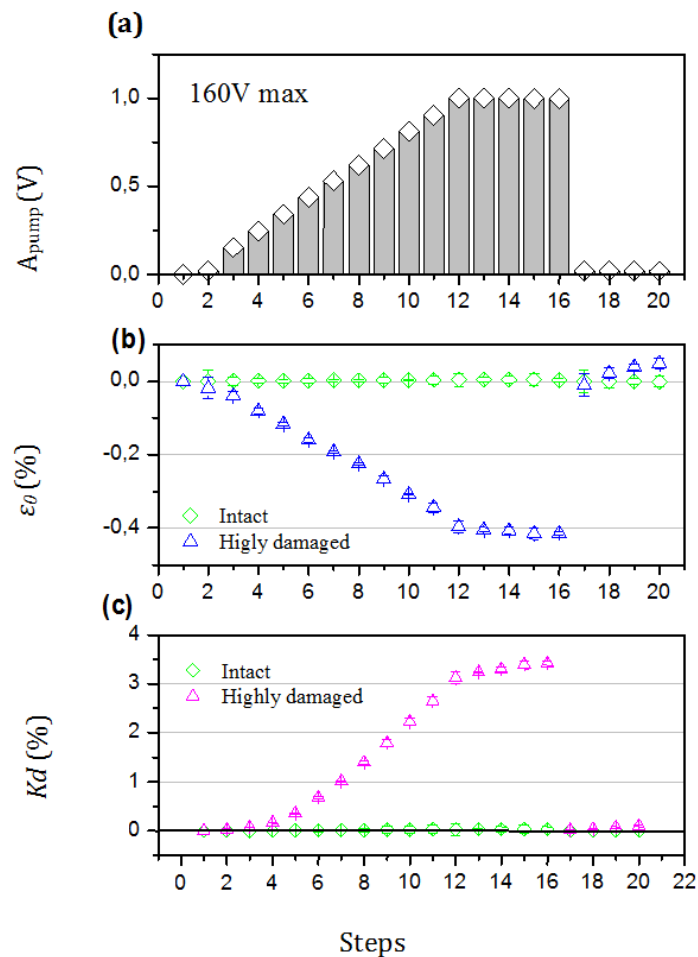 (a)
160V max
1,0
0,5
0,0
A pump (V)
0 2 4 6 8 10 12 14 16 18 20
(b)
0,0
-0,2
-0,4
εθ (%)
Intact
Higly damaged
0 2 4 6 8 10 12 14 16 18 20
(c)
4
3
2
1
0
Kd (%)
Intact
Highly damaged
0 2 4 6 8 10 12 14 16 18 20 22
Steps